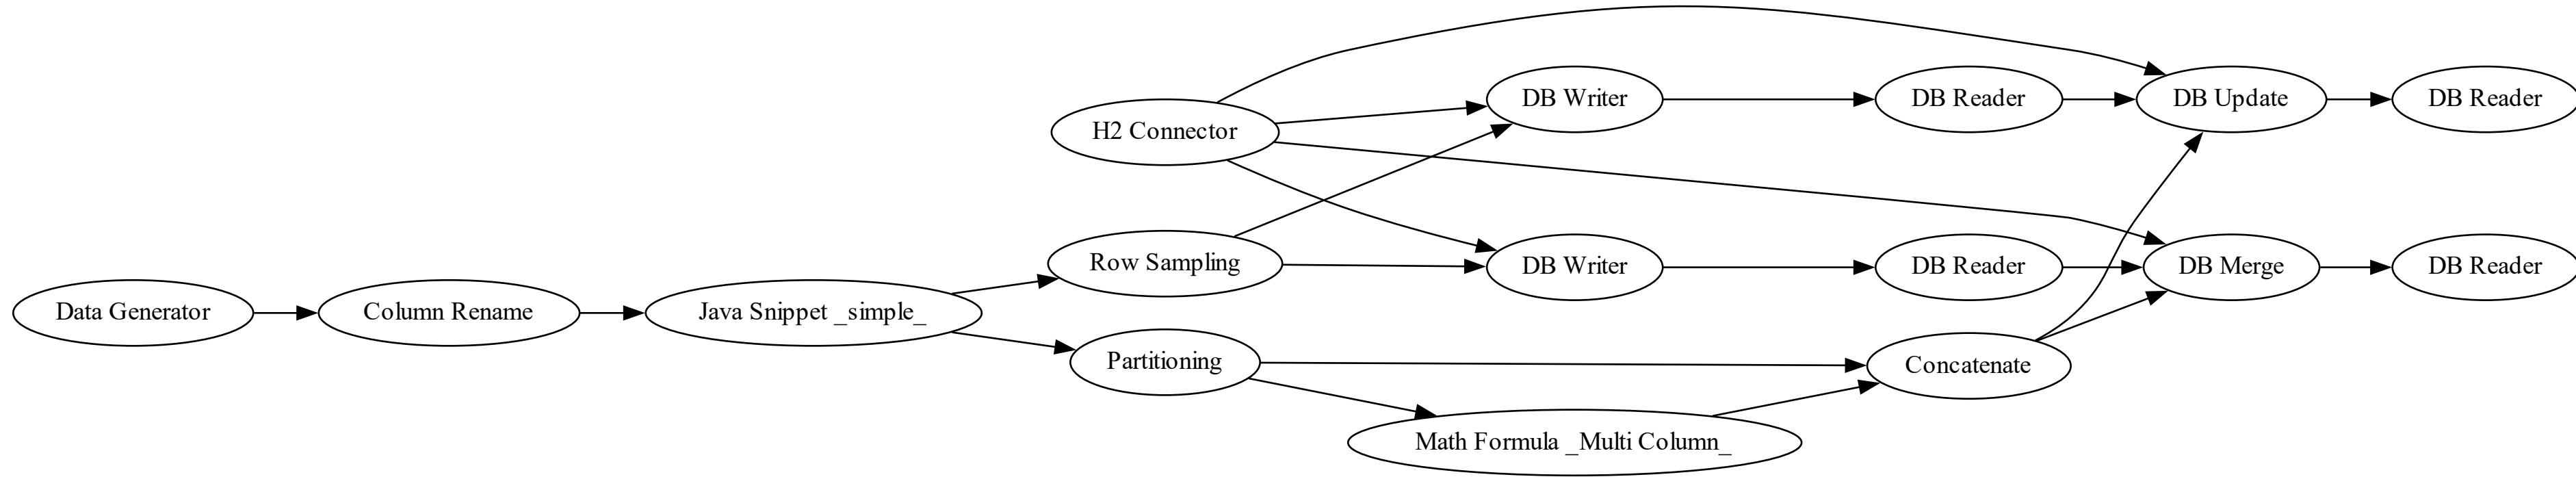 DB Writer
DB Reader
DB Update
DB Reader
H2 Connector
Row Sampling
DB Writer
DB Reader
DB Merge
DB Reader
Data Generator
Column Rename
Java Snippet _simple_
Partitioning
Concatenate
Math Formula _Multi Column_